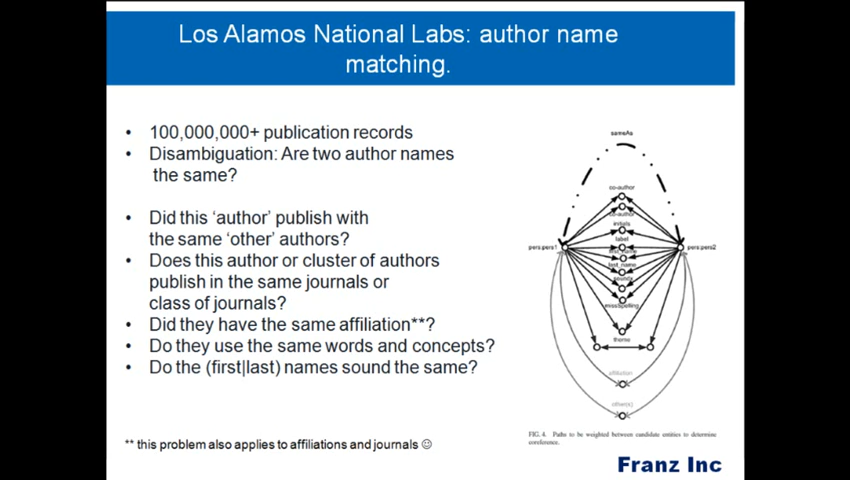 Los Alamos National Labs: author name
matching.
• 100,000,000+ publication records
• Disambiguation: Are two author names
the same?
• Did this ‘author’ publish with
the same ‘other’ authors?
• Does this author or cluster of authors
publish in the same journals or
class of journals?
• Did they have the same affiliation**?
• Do they use the same words and concepts?
• Do the (first|last) names sound the same?
** this problem also applies to affiliations and journals ☺
sameAs
co-author
co-author
initials
label
pers:pers1
pers:pers2
last_name
theme
affiliation
other(s)
FIG. 4. Paths to be weighted between candidate entities to determine
coreference.
Franz Inc